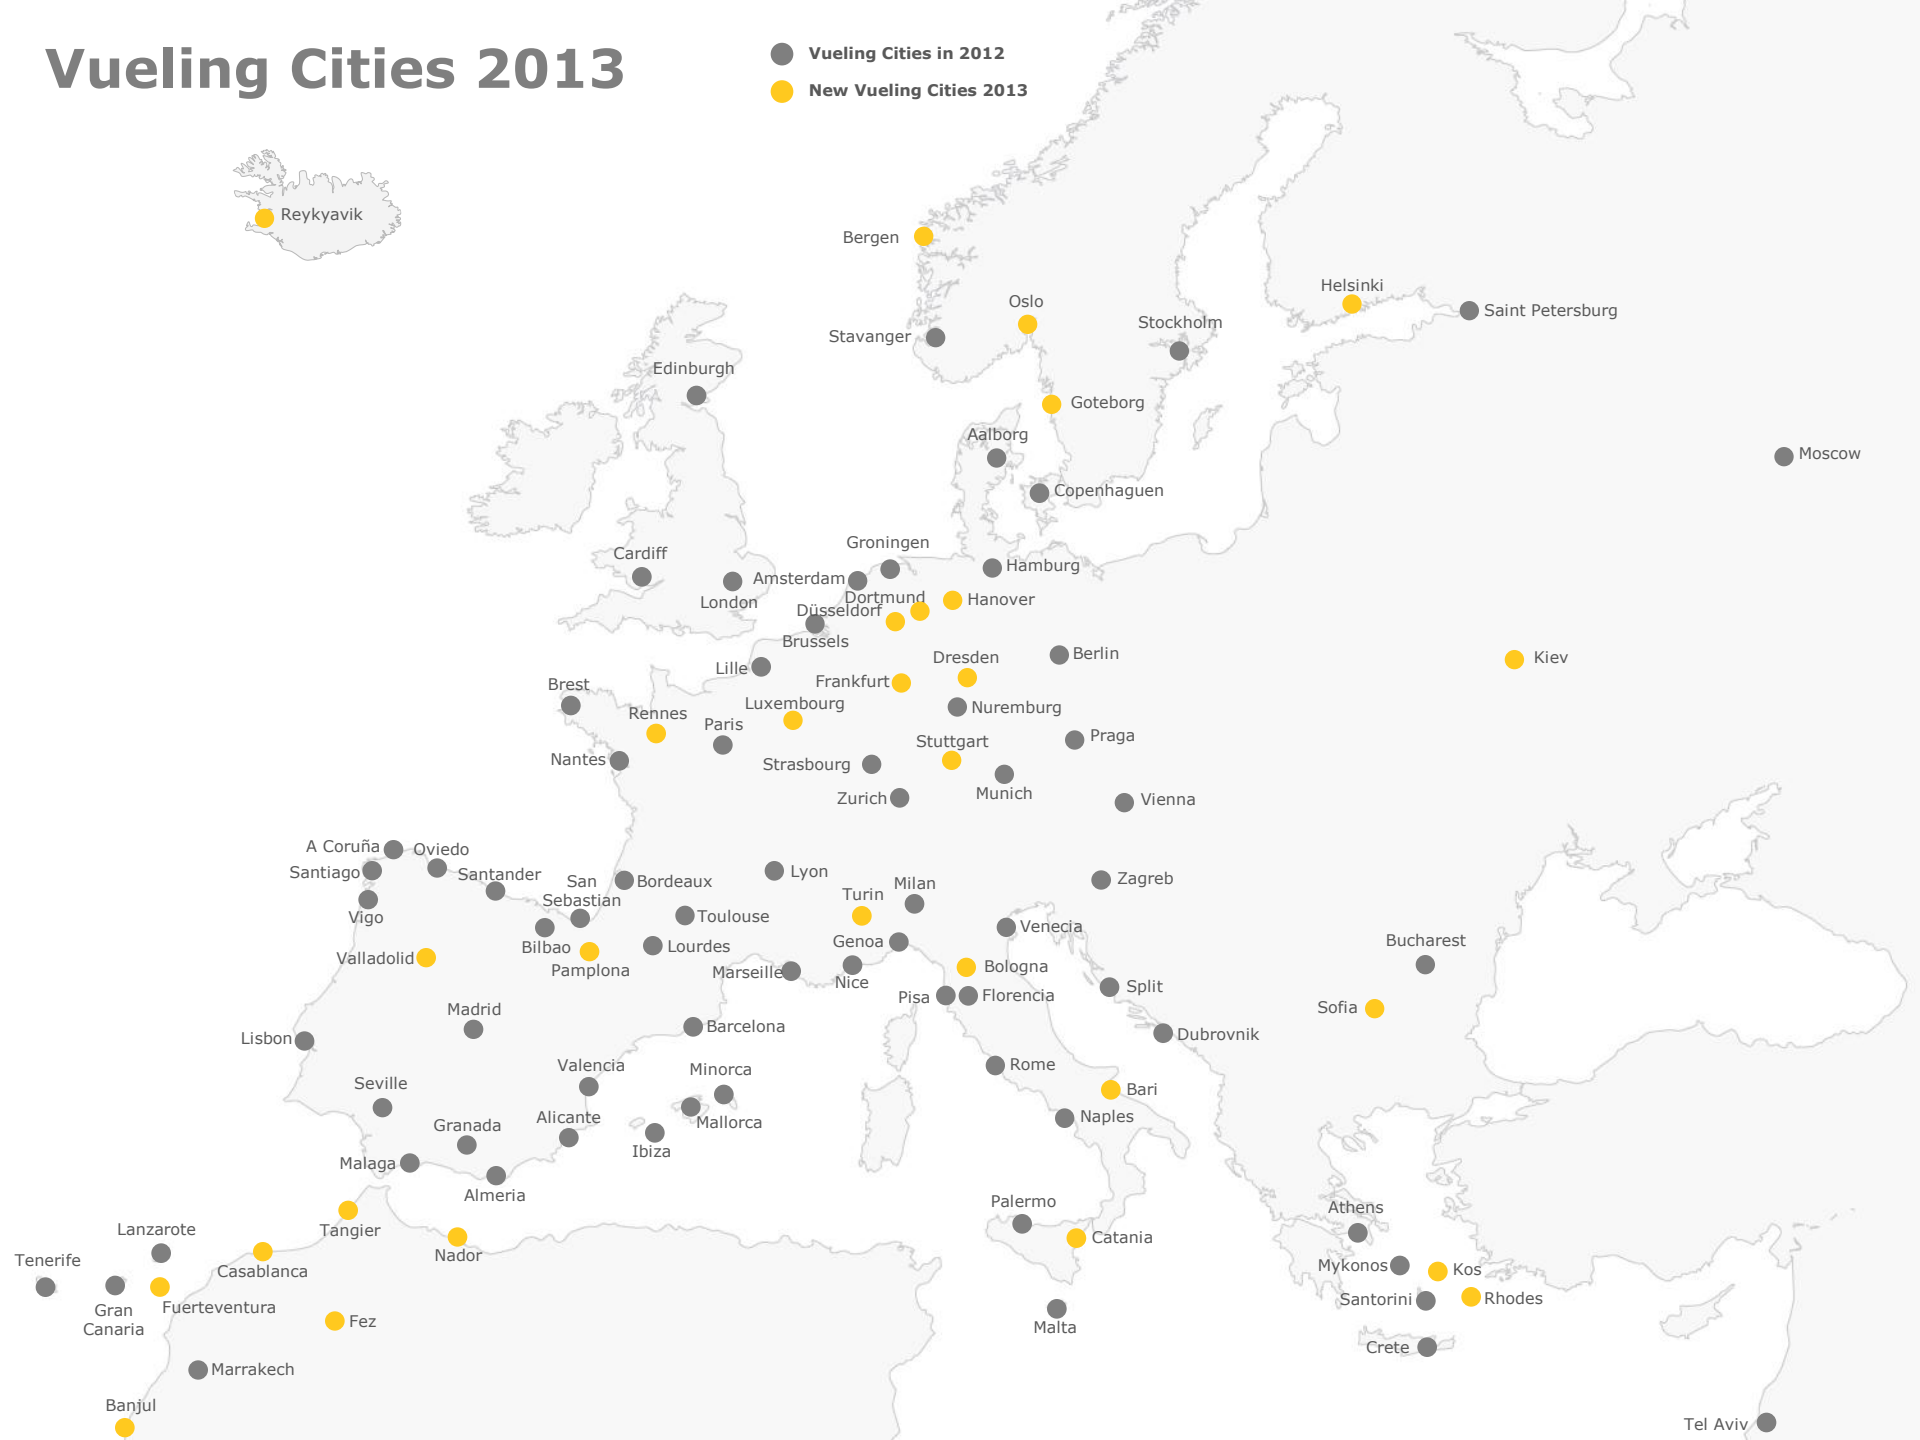 Vueling Cities 2013
Vueling Cities in 2012
New Vueling Cities 2013
Reykyavik
Bergen
Helsinki
Oslo
Saint Petersburg
Stockholm
Stavanger
Edinburgh
Goteborg
Aalborg
Moscow
Copenhaguen
Groningen
Cardiff
Hamburg
Amsterdam
Dortmund
Hanover
London
Düsseldorf
Brussels
Berlin
Dresden
Kiev
Lille
Frankfurt
Brest
Luxembourg
Nuremburg
Rennes
Paris
Praga
Stuttgart
Nantes
Strasbourg
Munich
Zurich
Vienna
A Coruña
Oviedo
Santiago
Santander
San
Sebastian
Bordeaux
Lyon
Zagreb
Milan
Turin
Vigo
Toulouse
Venecia
Bilbao
Lourdes
Genoa
Bucharest
Valladolid
Pamplona
Marseille
Nice
Bologna
Split
Pisa
Florencia
Sofia
Madrid
Barcelona
Lisbon
Dubrovnik
Valencia
Minorca
Rome
Seville
Bari
Alicante
Mallorca
Naples
Granada
Ibiza
Malaga
Almeria
Palermo
Athens
Lanzarote
Tangier
Catania
Tenerife
Nador
Casablanca
Mykonos
Kos
Gran
Canaria
Fuerteventura
Santorini
Rhodes
Fez
Malta
Crete
Marrakech
Banjul
Tel Aviv